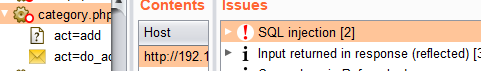 category.php
act=add
act=do_ad
Contents
Host
http://192.1
Issues
SQL injection [2]
Input returned in response (reflected) [3